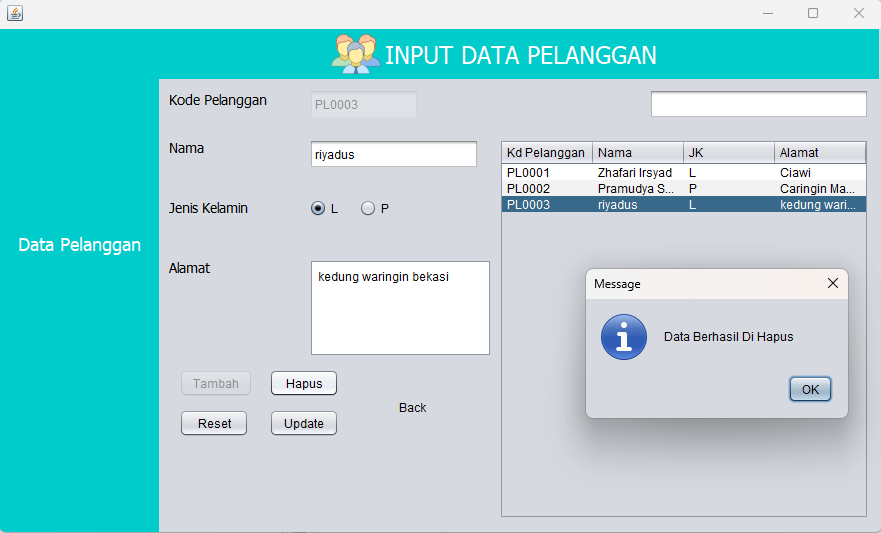 INPUT DATA PELANGGAN
Data Pelanggan
Kode Pelanggan PL0003
Nama riyadus
Jenis Kelamin L P
Alamat kedung waringin bekasi
Tambah Hapus
Reset Update
Back
Kd Pelanggan Nama JK Alamat
PL0001 Zhafari Irsyad L Ciawi
PL0002 Pramudya S... P Caringin Ma...
PL0003 riyadus L kedung wari...
Message
Data Berhasil Di Hapus
OK